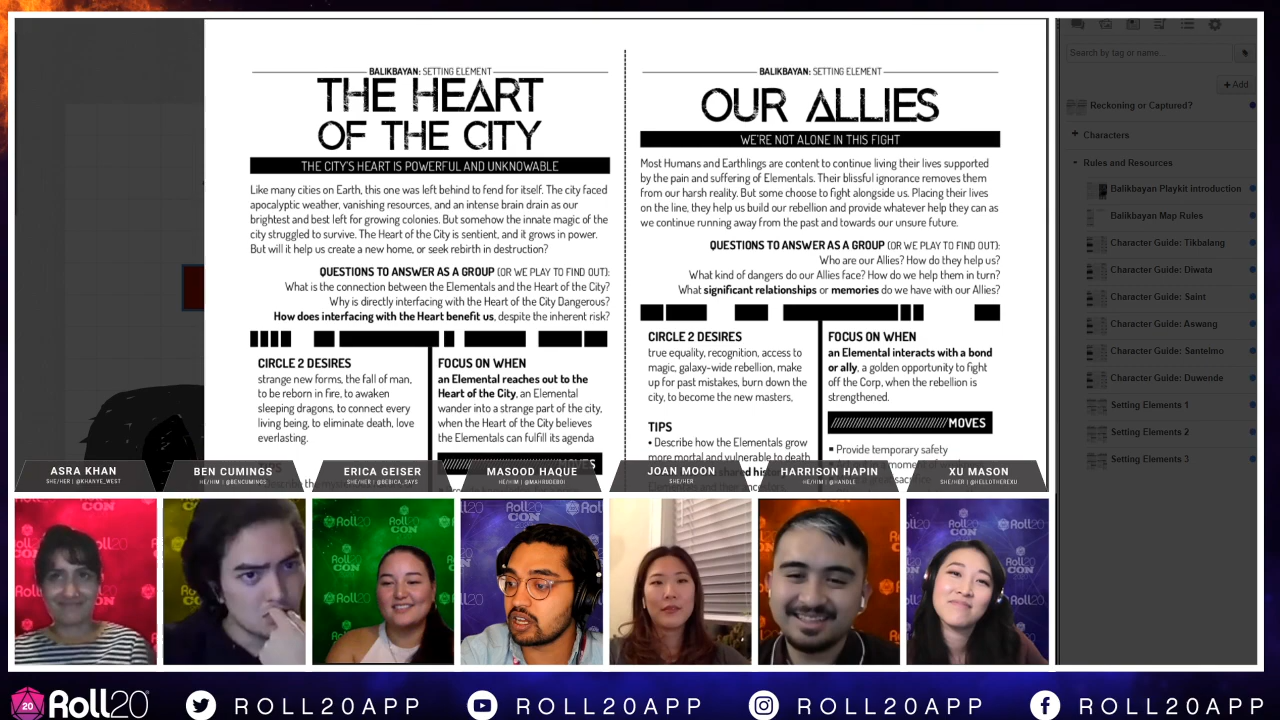 BALIKBAYAN: SETTING ELEMENT
THE HEART
OF THE CITY
THE CITY'S HEART IS POWERFUL AND UNKNOWABLE
Like many cities on Earth, this one was left behind to fend for itself. The city faced
apocalyptic weather, vanishing resources, and an intense brain drain as our
brightest and best left for growing colonies. But somehow the innate magic of the
city struggled to survive. The Heart of the City is sentient, and it grows in power.
But will it help us create a new home, or seek rebirth in destruction?
QUESTIONS TO ANSWER AS A GROUP (OR WE PLAY TO FIND OUT):
What is the connection between the Elementals and the Heart of the City?
Why is directly interfacing with the Heart of the City Dangerous?
How does interfacing with the Heart benefit us, despite the inherent risk?
CIRCLE 2 DESIRES
strange new forms, the fall of man,
to be reborn in fire, to awaken
sleeping dragons, to connect every
living being, to eliminate death, love
everlasting.
FOCUS ON WHEN
an Elemental reaches out to the
Heart of the City, an Elemental
wander into a strange part of the city,
when the Heart of the City believes
the Elementals can fulfill its agenda
MOVES
BALIKBAYAN: SETTING ELEMENT
OUR ALLIES
WE'RE NOT ALONE IN THIS FIGHT
Most Humans and Earthlings are content to continue living their lives supported
by the pain and suffering of Elementals. Their blissful ignorance removes them
from our harsh reality. But some choose to fight alongside us. Placing their lives
on the line, they help us build our rebellion and provide whatever help they can as
we continue running away from the past and towards our unsure future.
QUESTIONS TO ANSWER AS A GROUP (OR WE PLAY TO FIND OUT):
Who are our Allies? How do they help us?
What kind of dangers do our Allies face? How do we help them in turn?
What significant relationships or memories do we have with our Allies?
CIRCLE 2 DESIRES
true equality, recognition, access to
magic, galaxy-wide rebellion, make
up for past mistakes, burn down the
city, to become the new masters,
TIPS
• Describe how the Elementals grow
more mortal and vulnerable to death
FOCUS ON WHEN
an Elemental interacts with a bond
or ally, a golden opportunity to fight
off the Corp, when the rebellion is
strengthened.
MOVES
▪ Provide temporary safety
Search by tag or name...
+ Add
Reckoning or Captured?
Characters
Rules and Resources
Balikbayan Playkit introduction
Balikbayan Map Rules
Character Guide: Tikbalang
Character Guide: Diwata
Character Guide: Saint
Character Guide: Aswang
Character Guide: Santelmo
Character Guide: Duwende
Setting Elements 1
Setting Elements 2
Setting Elements 3
ASRA KHAN
SHE/HER | @KHANYE_WEST
BEN CUMINGS
HE/HIM | @BENCUMINGS
ERICA GEISER
SHE/HER | @BEBICA_SAYS
MASOOD HAQUE
HE/HIM | @MAHRMOEBOI
JOAN MOON
SHE/HER
HARRISON HAPIN
HE/HIM | @HANDLE
XU MASON
SHE/HER | @HELLOTHEREXU
Roll20
CON
20
Roll20
ROLL20APP
ROLL20APP
ROLL20APP
ROLL20APP